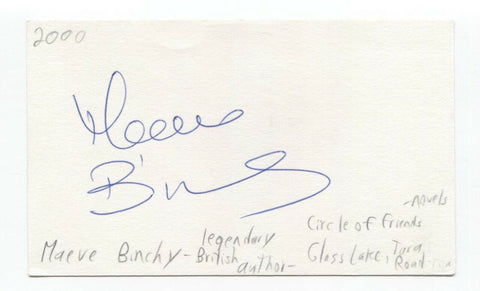 2000
Maeve
Binchy
Maeve Binchy - legendary British author -
- novels
Circle of Friends
Glass Lake, Tara Road